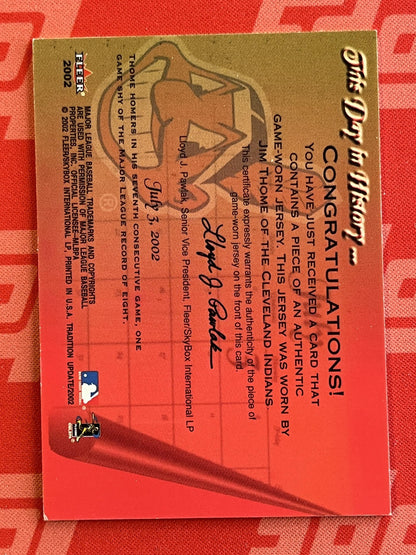 This Day in History...
CONGRATULATIONS!
YOU HAVE JUST RECEIVED A CARD THAT
CONTAINS A PIECE OF AN AUTHENTIC
GAME-WORN JERSEY. THIS JERSEY WAS WORN BY
JIM THOME OF THE CLEVELAND INDIANS.
This certificate expressly warrants the authenticity of the piece of
game-worn jersey on the front of this card.
Lloyd J. Pawlak
Lloyd J. Pawlak, Senior Vice President, Fleer/SkyBox International LP
July 3, 2002
THOME HOMERS IN HIS SEVENTH CONSECUTIVE GAME, ONE
GAME SHY OF THE MAJOR LEAGUE RECORD OF EIGHT.
FLEER
2002
MAJOR LEAGUE BASEBALL TRADEMARKS AND COPYRIGHTS
ARE USED WITH PERMISSION OF MAJOR LEAGUE BASEBALL
PROPERTIES, INC. OFFICIAL LICENSEE-MLBPA.
© 2002 FLEER/SKYBOX INTERNATIONAL LP, PRINTED IN U.S.A. TRADITION UPDATE/2002